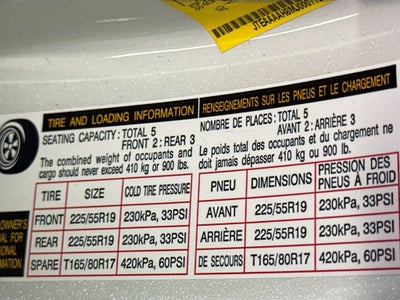 TIRE AND LOADING INFORMATION
SEATING CAPACITY: TOTAL 5
FRONT 2: REAR 3
The combined weight of occupants and
cargo should never exceed 410 kg or 900 lbs.
TIRE SIZE COLD TIRE PRESSURE
FRONT 225/55R19 230kPa, 33PSI
REAR 225/55R19 230kPa, 33PSI
SPARE T165/80R17 420kPa, 60PSI
RENSEIGNEMENTS SUR LES PNEUS ET LE CHARGEMENT
NOMBRE DE PLACES: TOTAL 5
AVANT 2: ARRIÈRE 3
Le poids total des occupants et du chargement ne
doit jamais dépasser 410 kg ou 900 lb.
PNEU DIMENSIONS PRESSION DES
PNEUS À FROID
AVANT 225/55R19 230kPa, 33PSI
ARRIÈRE 225/55R19 230kPa, 33PSI
DE SECOURS T165/80R17 420kPa, 60PSI